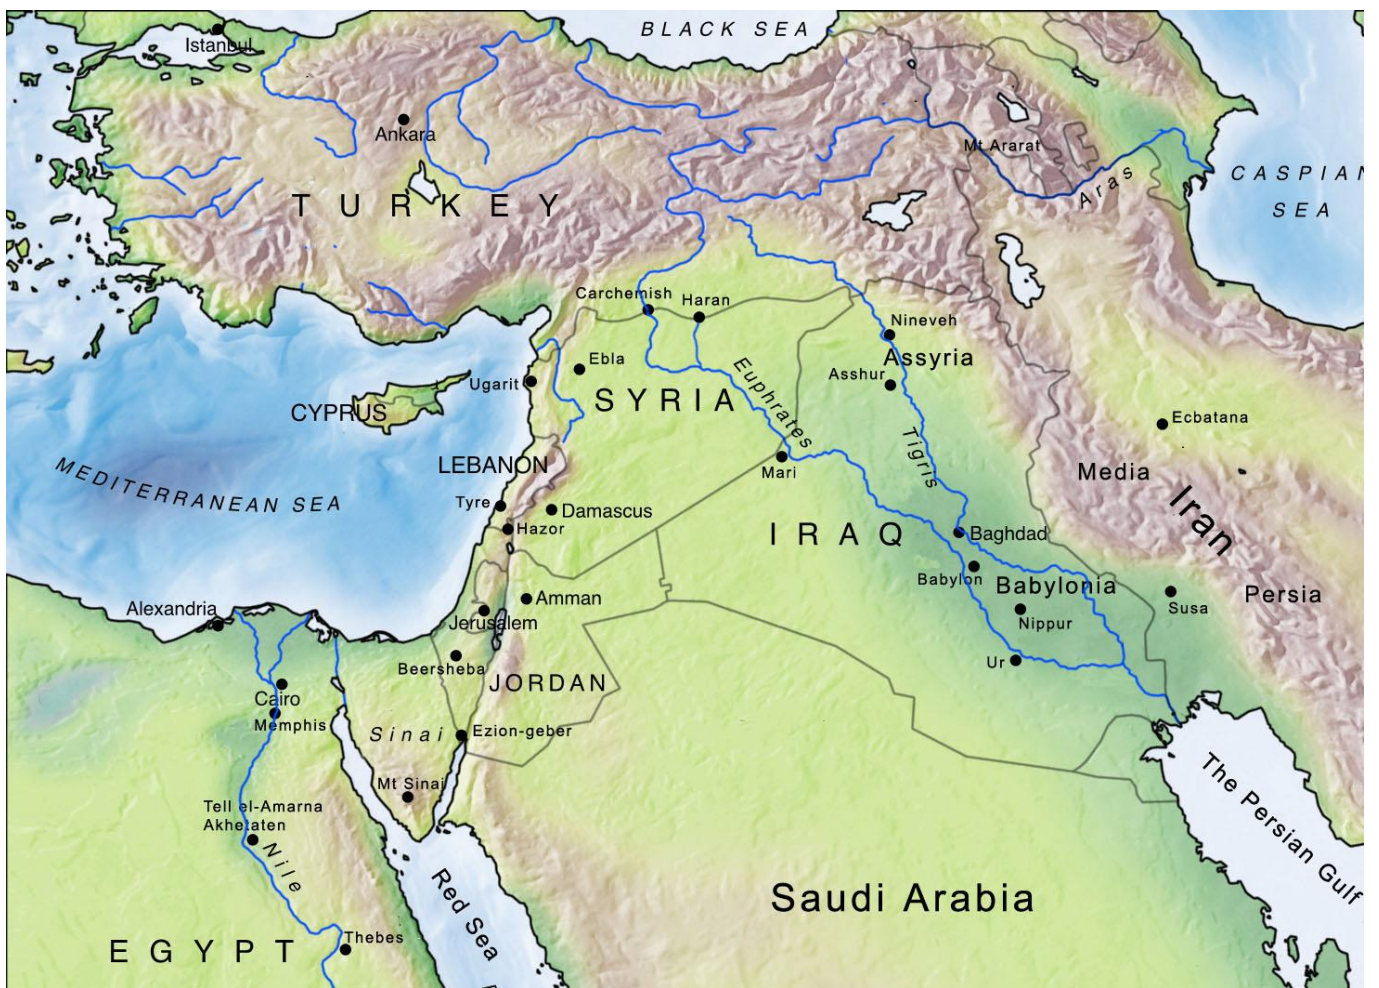 BLACK SEA
Istanbul
Ankara
Mt Ararat
Aras
CASPIAN
SEA
TURKEY
Carchemish
Haran
Nineveh
Assyria
Asshur
Ebla
Ugarit
SYRIA
Euphrates
CYPRUS
Ecbatana
Tigris
LEBANON
Mari
Media
MEDITERRANEAN SEA
Iran
Tyre
Damascus
Hazor
IRAQ
Baghdad
Babylon
Babylonia
Persia
Susa
Nippur
Alexandria
Amman
Jerusalem
Beersheba
Ur
JORDAN
Cairo
Memphis
Sinai
Ezion-geber
Mt Sinai
The Persian Gulf
Tell el-Amarna
Akhetaten
Nile
Red Sea
Saudi Arabia
Thebes
EGYPT